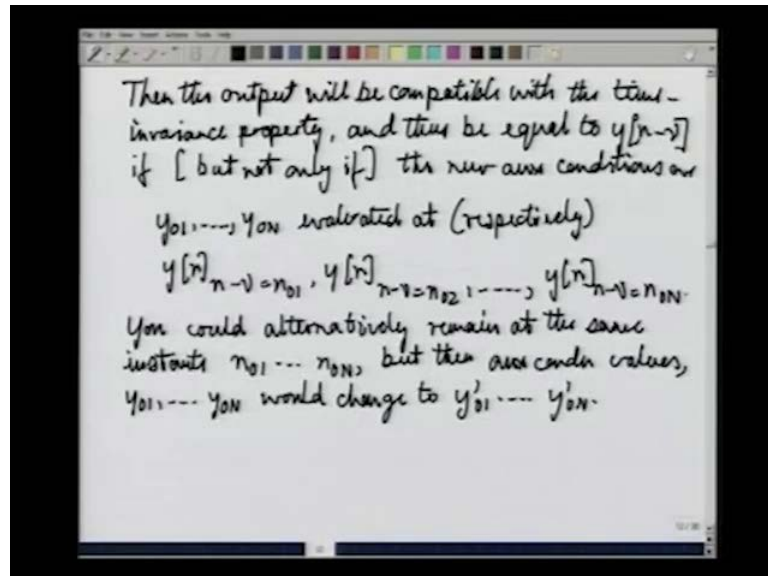 Then the output will be compatible with the time-
invariance property, and thus be equal to y[n-ν]
if [but not only if] the new aux conditions are
y01,----, y0N evaluated at (respectively)
y[n]n-ν=n01, y[n]n-ν=n02,----, y[n]n-ν=n0N.
You could alternatively remain at the same
instants n01 --- n0N, but then aux condn values,
y01,---- y0N would change to y'01 ---- y'0N.